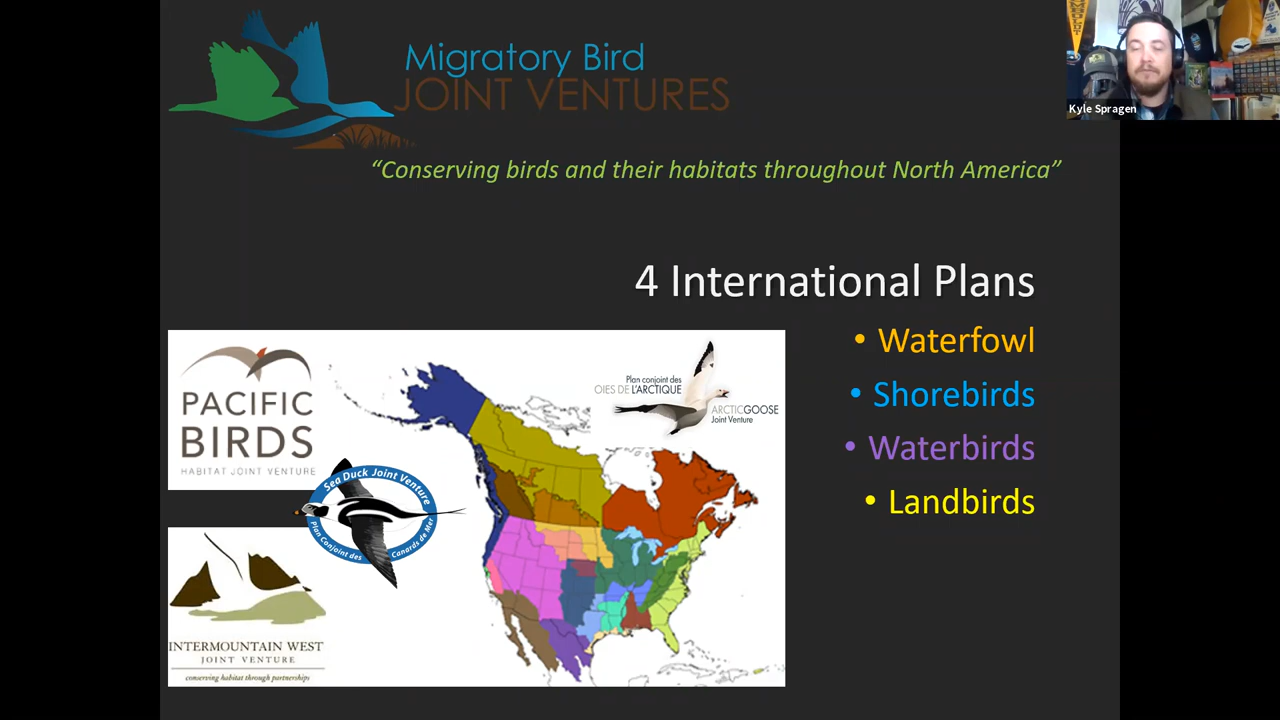 Migratory Bird
JOINT VENTURES
Kyle Spragen
“Conserving birds and their habitats throughout North America”
4 International Plans
• Waterfowl
• Shorebirds
• Waterbirds
• Landbirds
PACIFIC
BIRDS
HABITAT JOINT VENTURE
Plan conjoint des
OIES DE L'ARCTIQUE
ARCTIC GOOSE
Joint Venture
Sea Duck Joint Venture
Plan Conjoint des Canards de Mer
INTERMOUNTAIN WEST
JOINT VENTURE
conserving habitat through partnerships